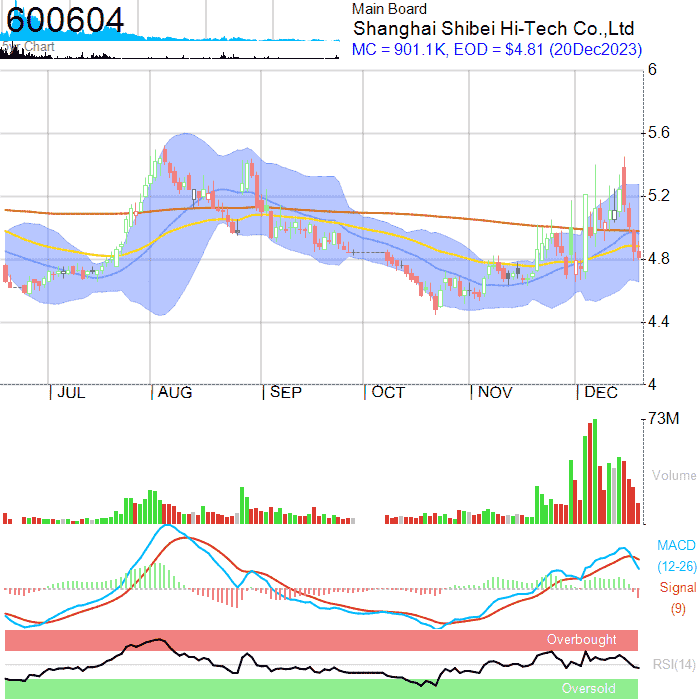 600604
5yr Chart
Main Board
Shanghai Shibei Hi-Tech Co.,Ltd
MC = 901.1K, EOD = $4.81 (20Dec2023)
6
5.6
5.2
4.8
4.4
4
JUL AUG SEP OCT NOV DEC
73M
Volume
MACD
(12-26)
Signal
(9)
Overbought
RSI(14)
Oversold